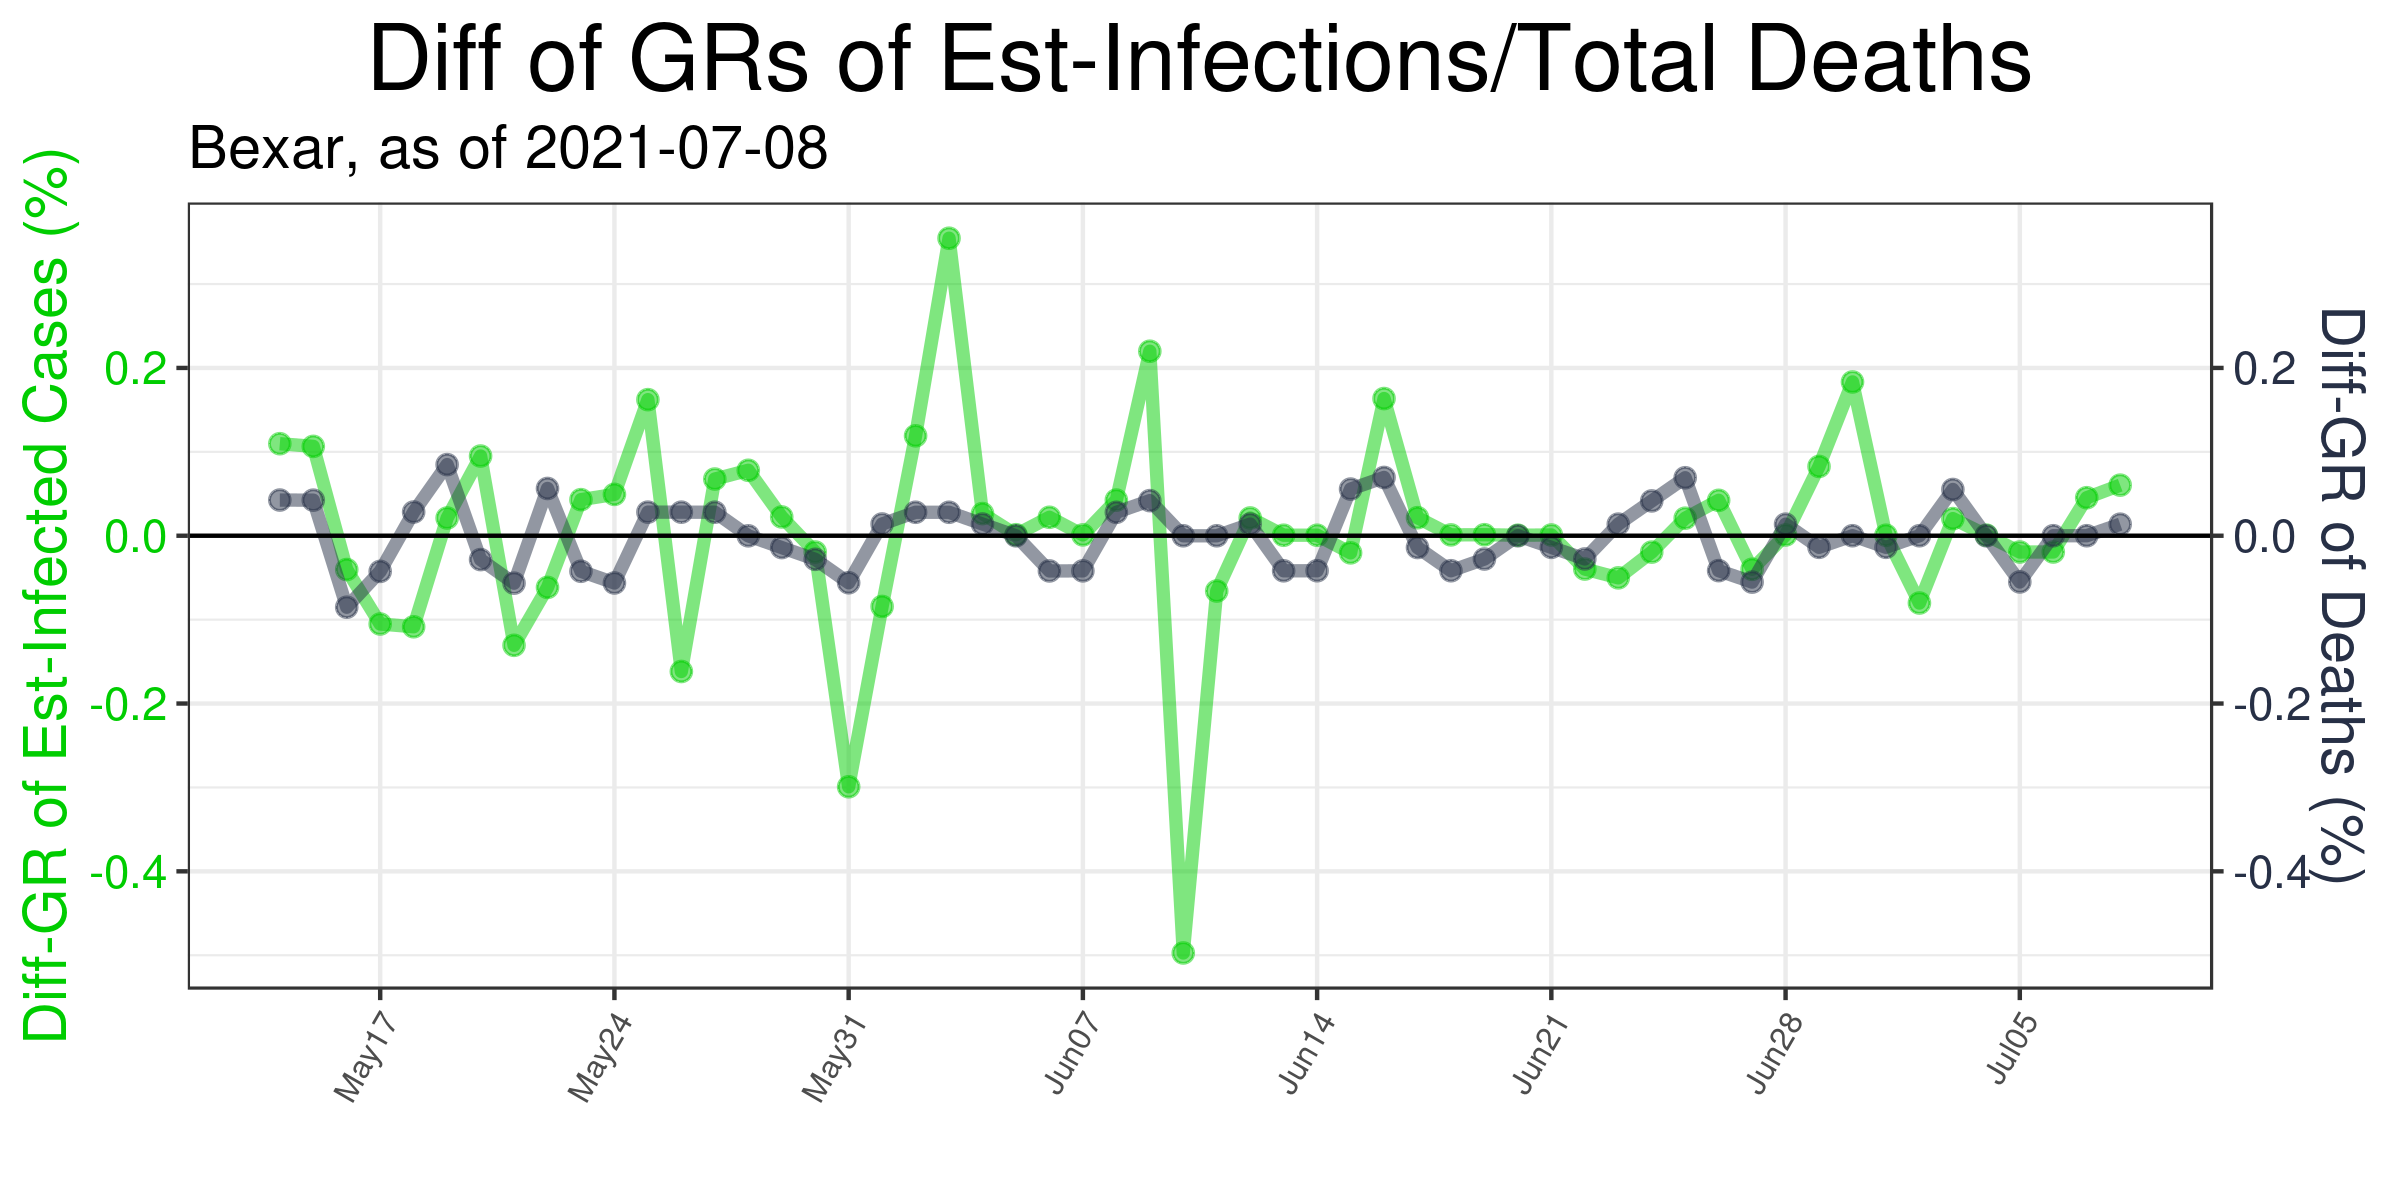 Diff of GRs of Est-Infections/Total Deaths
Bexar, as of 2021-07-08
Diff-GR of Est-Infected Cases (%)
0.2
0.0
-0.2
-0.4
0.2
0.0
-0.2
-0.4
Diff-GR of Deaths (%)
May17
May24
May31
Jun07
Jun14
Jun21
Jun28
Jul05